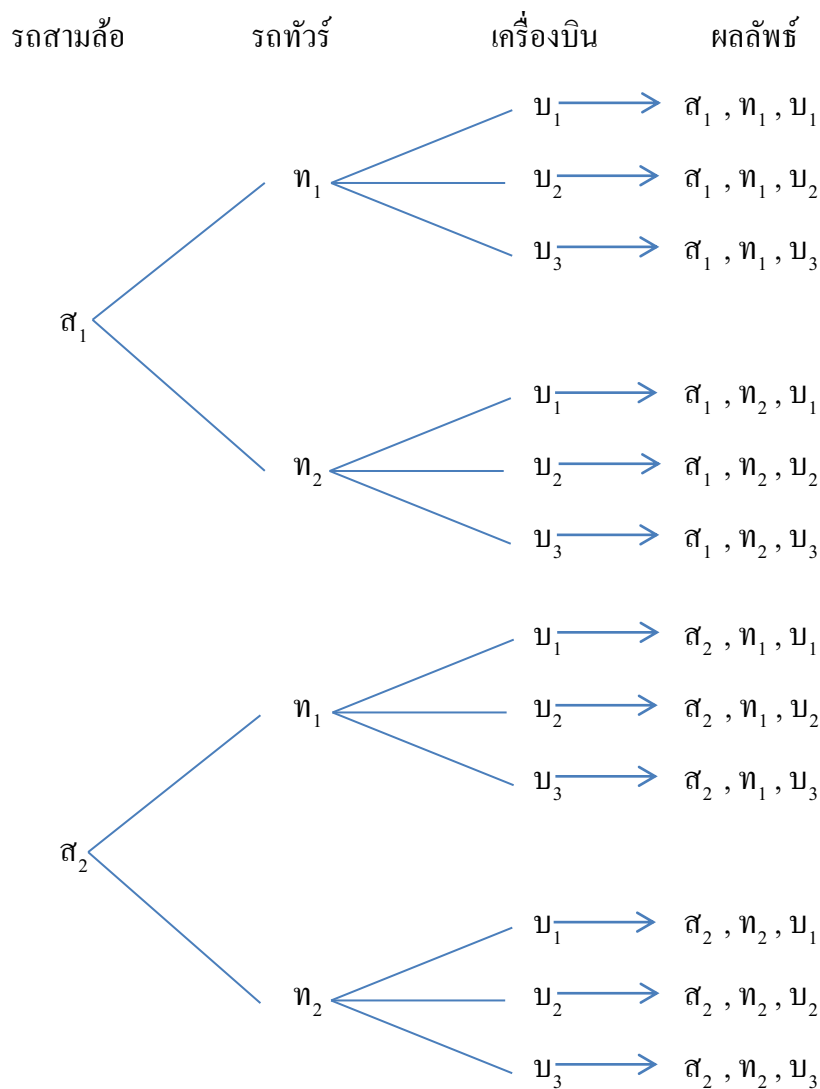 รถสามล้อ รถทัวร์ เครื่องบิน ผลลัพธ์
บ₁ ส₁ , ท₁ , บ₁
ท₁ บ₂ ส₁ , ท₁ , บ₂
บ₃ ส₁ , ท₁ , บ₃
ส₁
บ₁ ส₁ , ท₂ , บ₁
ท₂ บ₂ ส₁ , ท₂ , บ₂
บ₃ ส₁ , ท₂ , บ₃
บ₁ ส₂ , ท₁ , บ₁
ท₁ บ₂ ส₂ , ท₁ , บ₂
บ₃ ส₂ , ท₁ , บ₃
ส₂
บ₁ ส₂ , ท₂ , บ₁
ท₂ บ₂ ส₂ , ท₂ , บ₂
บ₃ ส₂ , ท₂ , บ₃